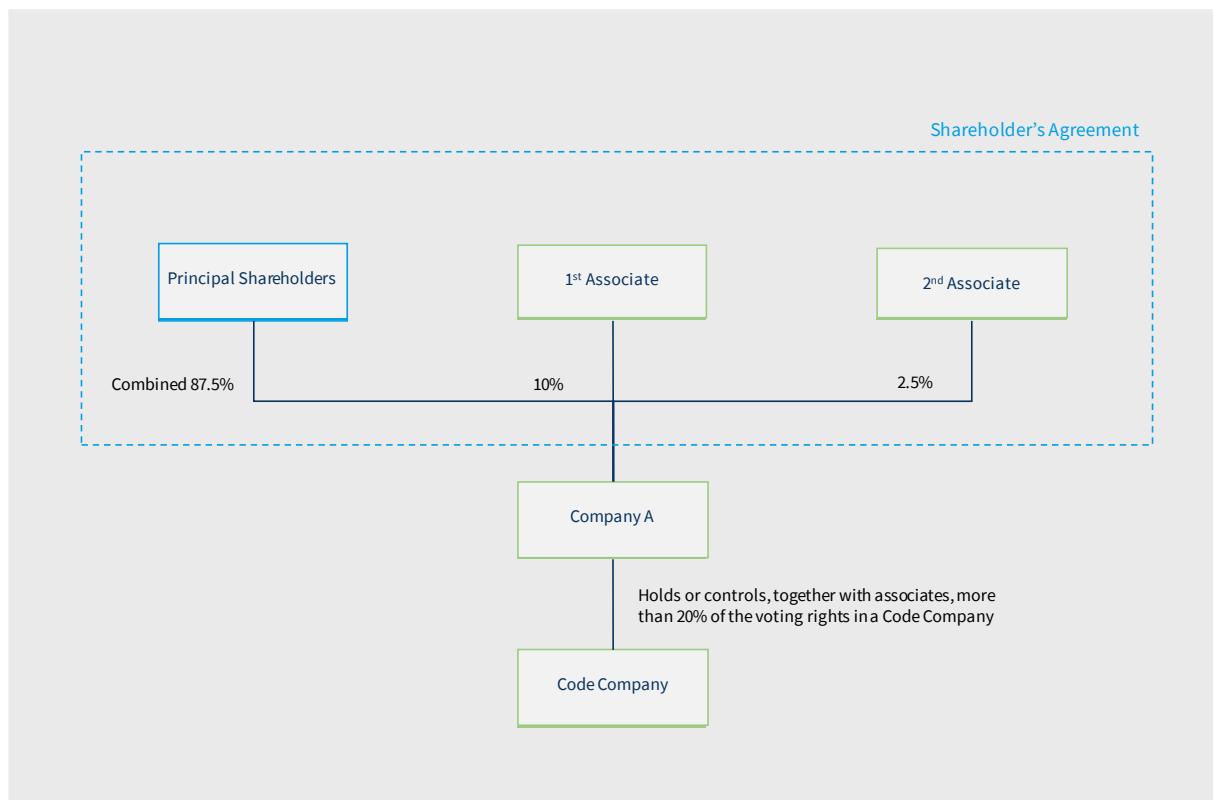 Shareholder’s Agreement
Principal Shareholders
1st Associate
2nd Associate
Combined 87.5%
10%
2.5%
Company A
Holds or controls, together with associates, more
than 20% of the voting rights in a Code Company
Code Company